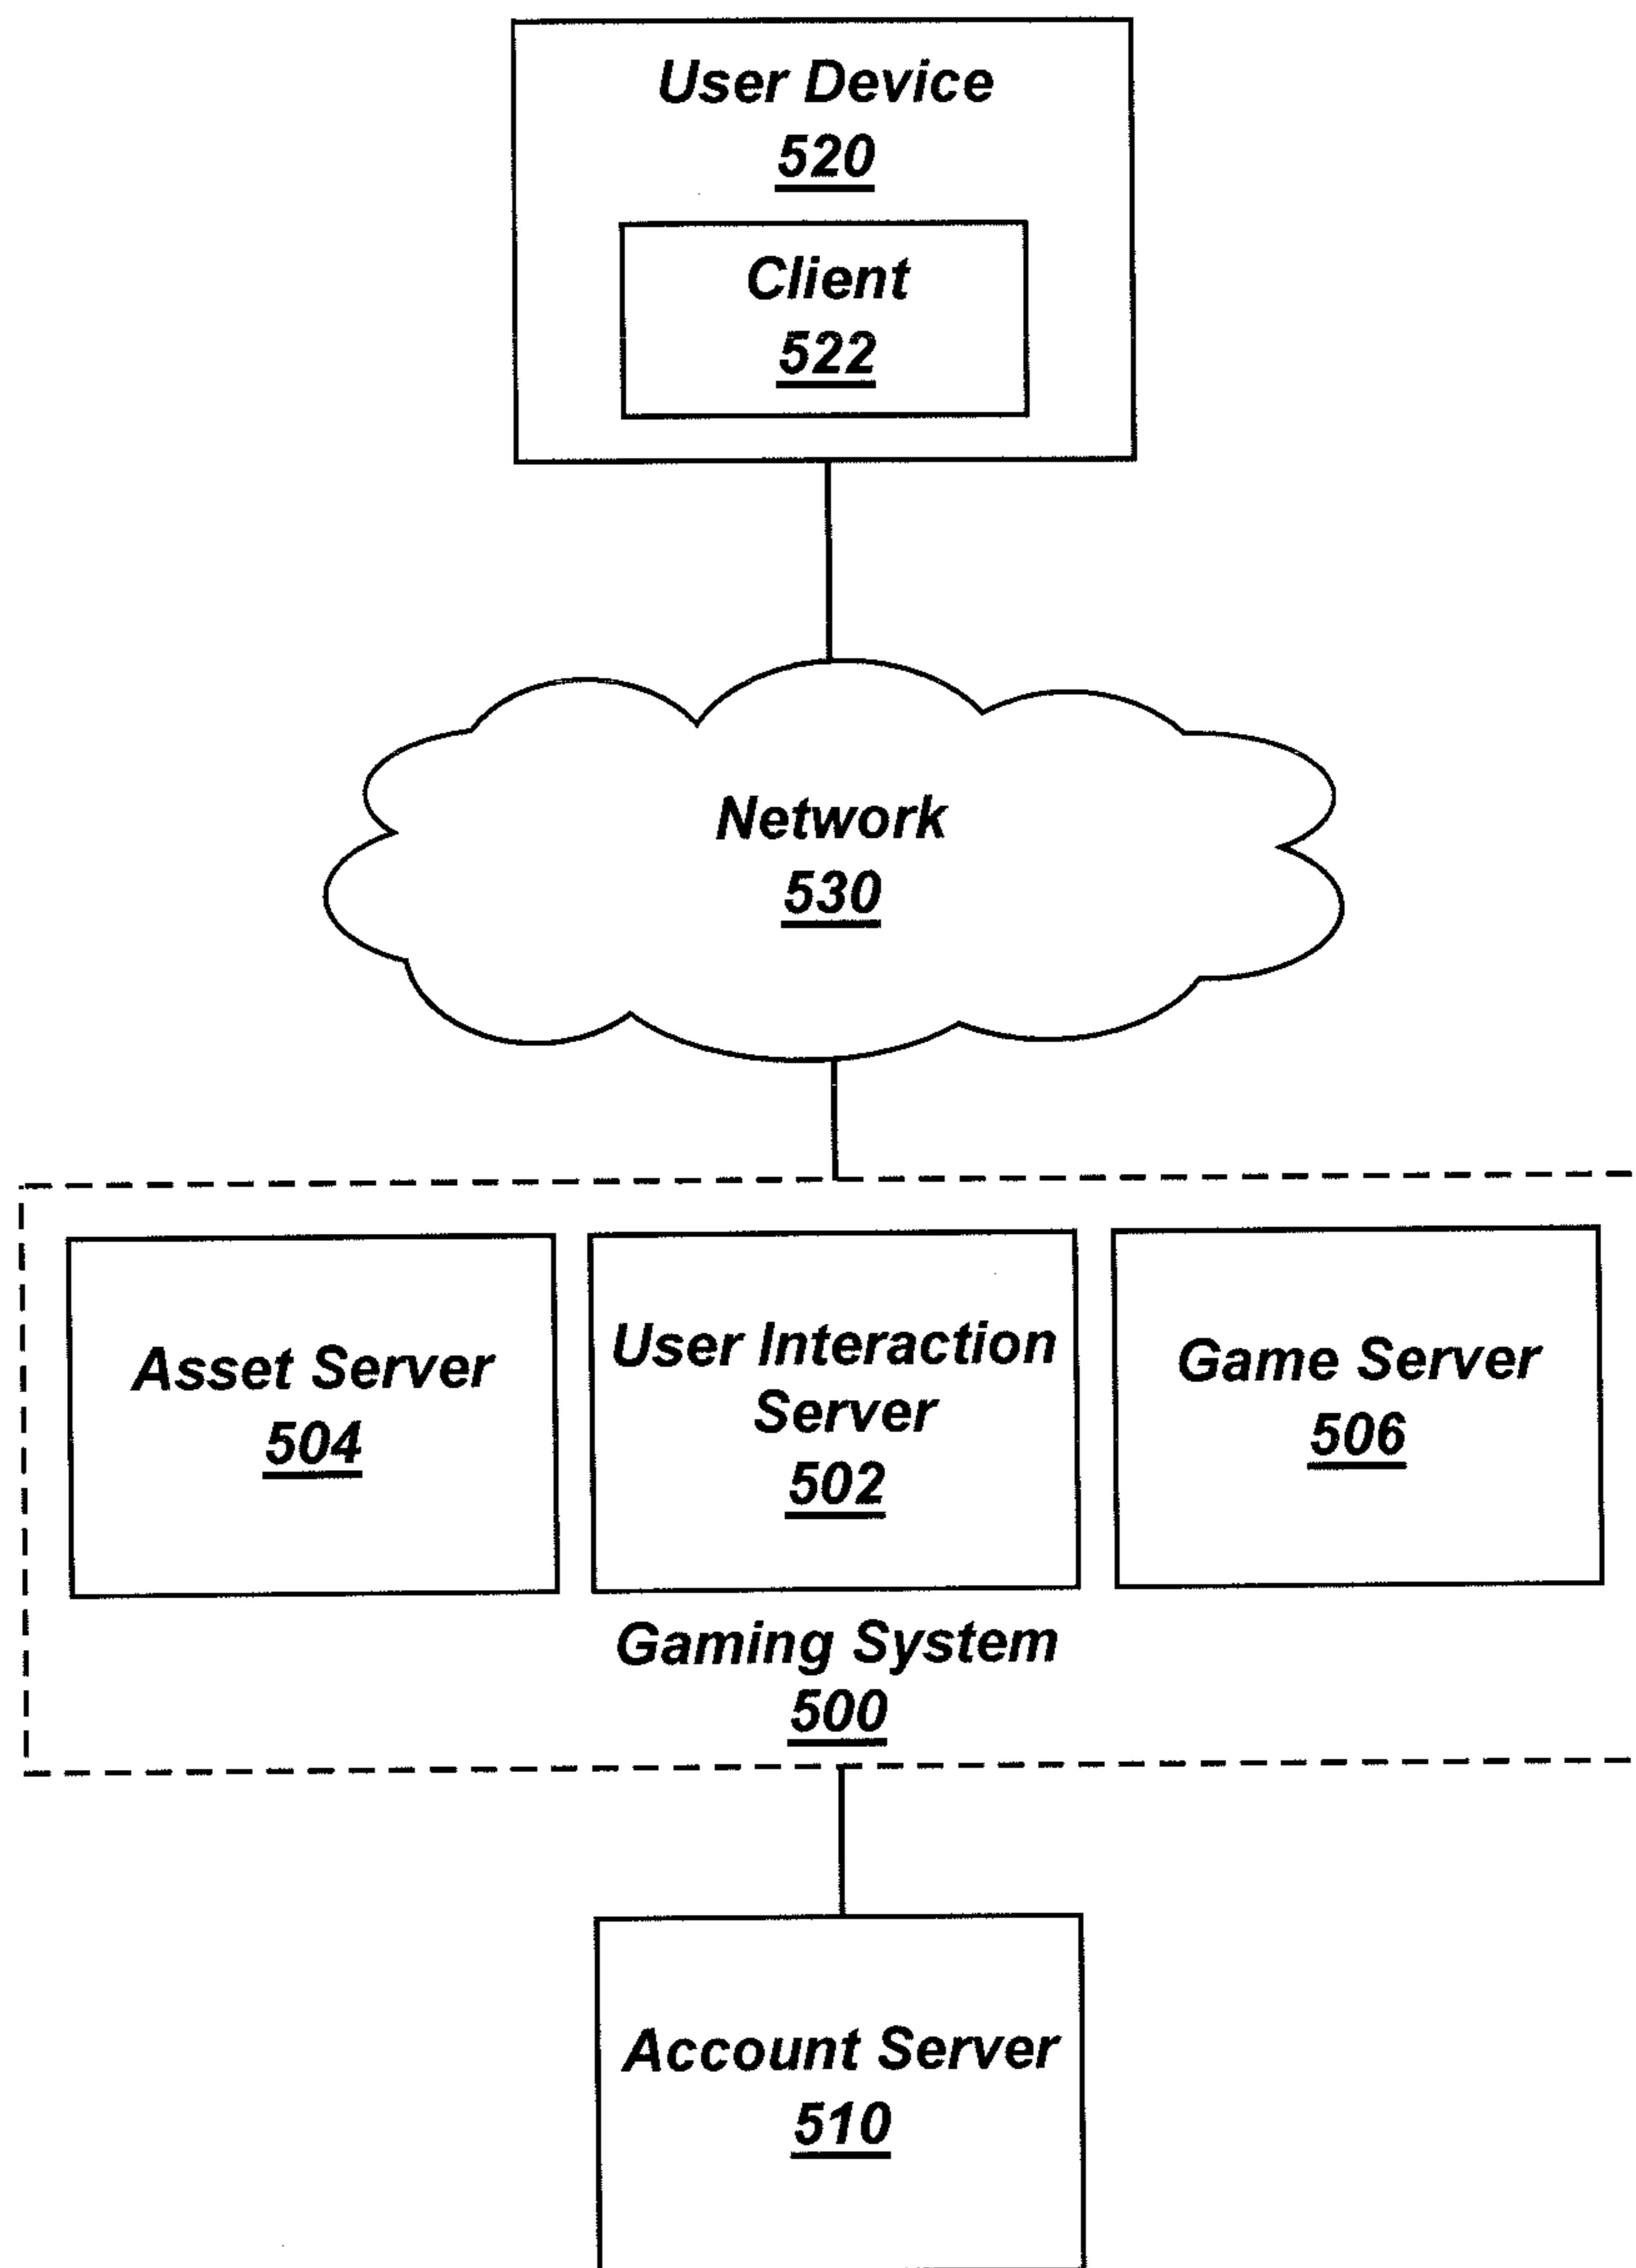 User Device
520
Client
522
Network
530
Asset Server
504
User Interaction
Server
502
Game Server
506
Gaming System
500
Account Server
510